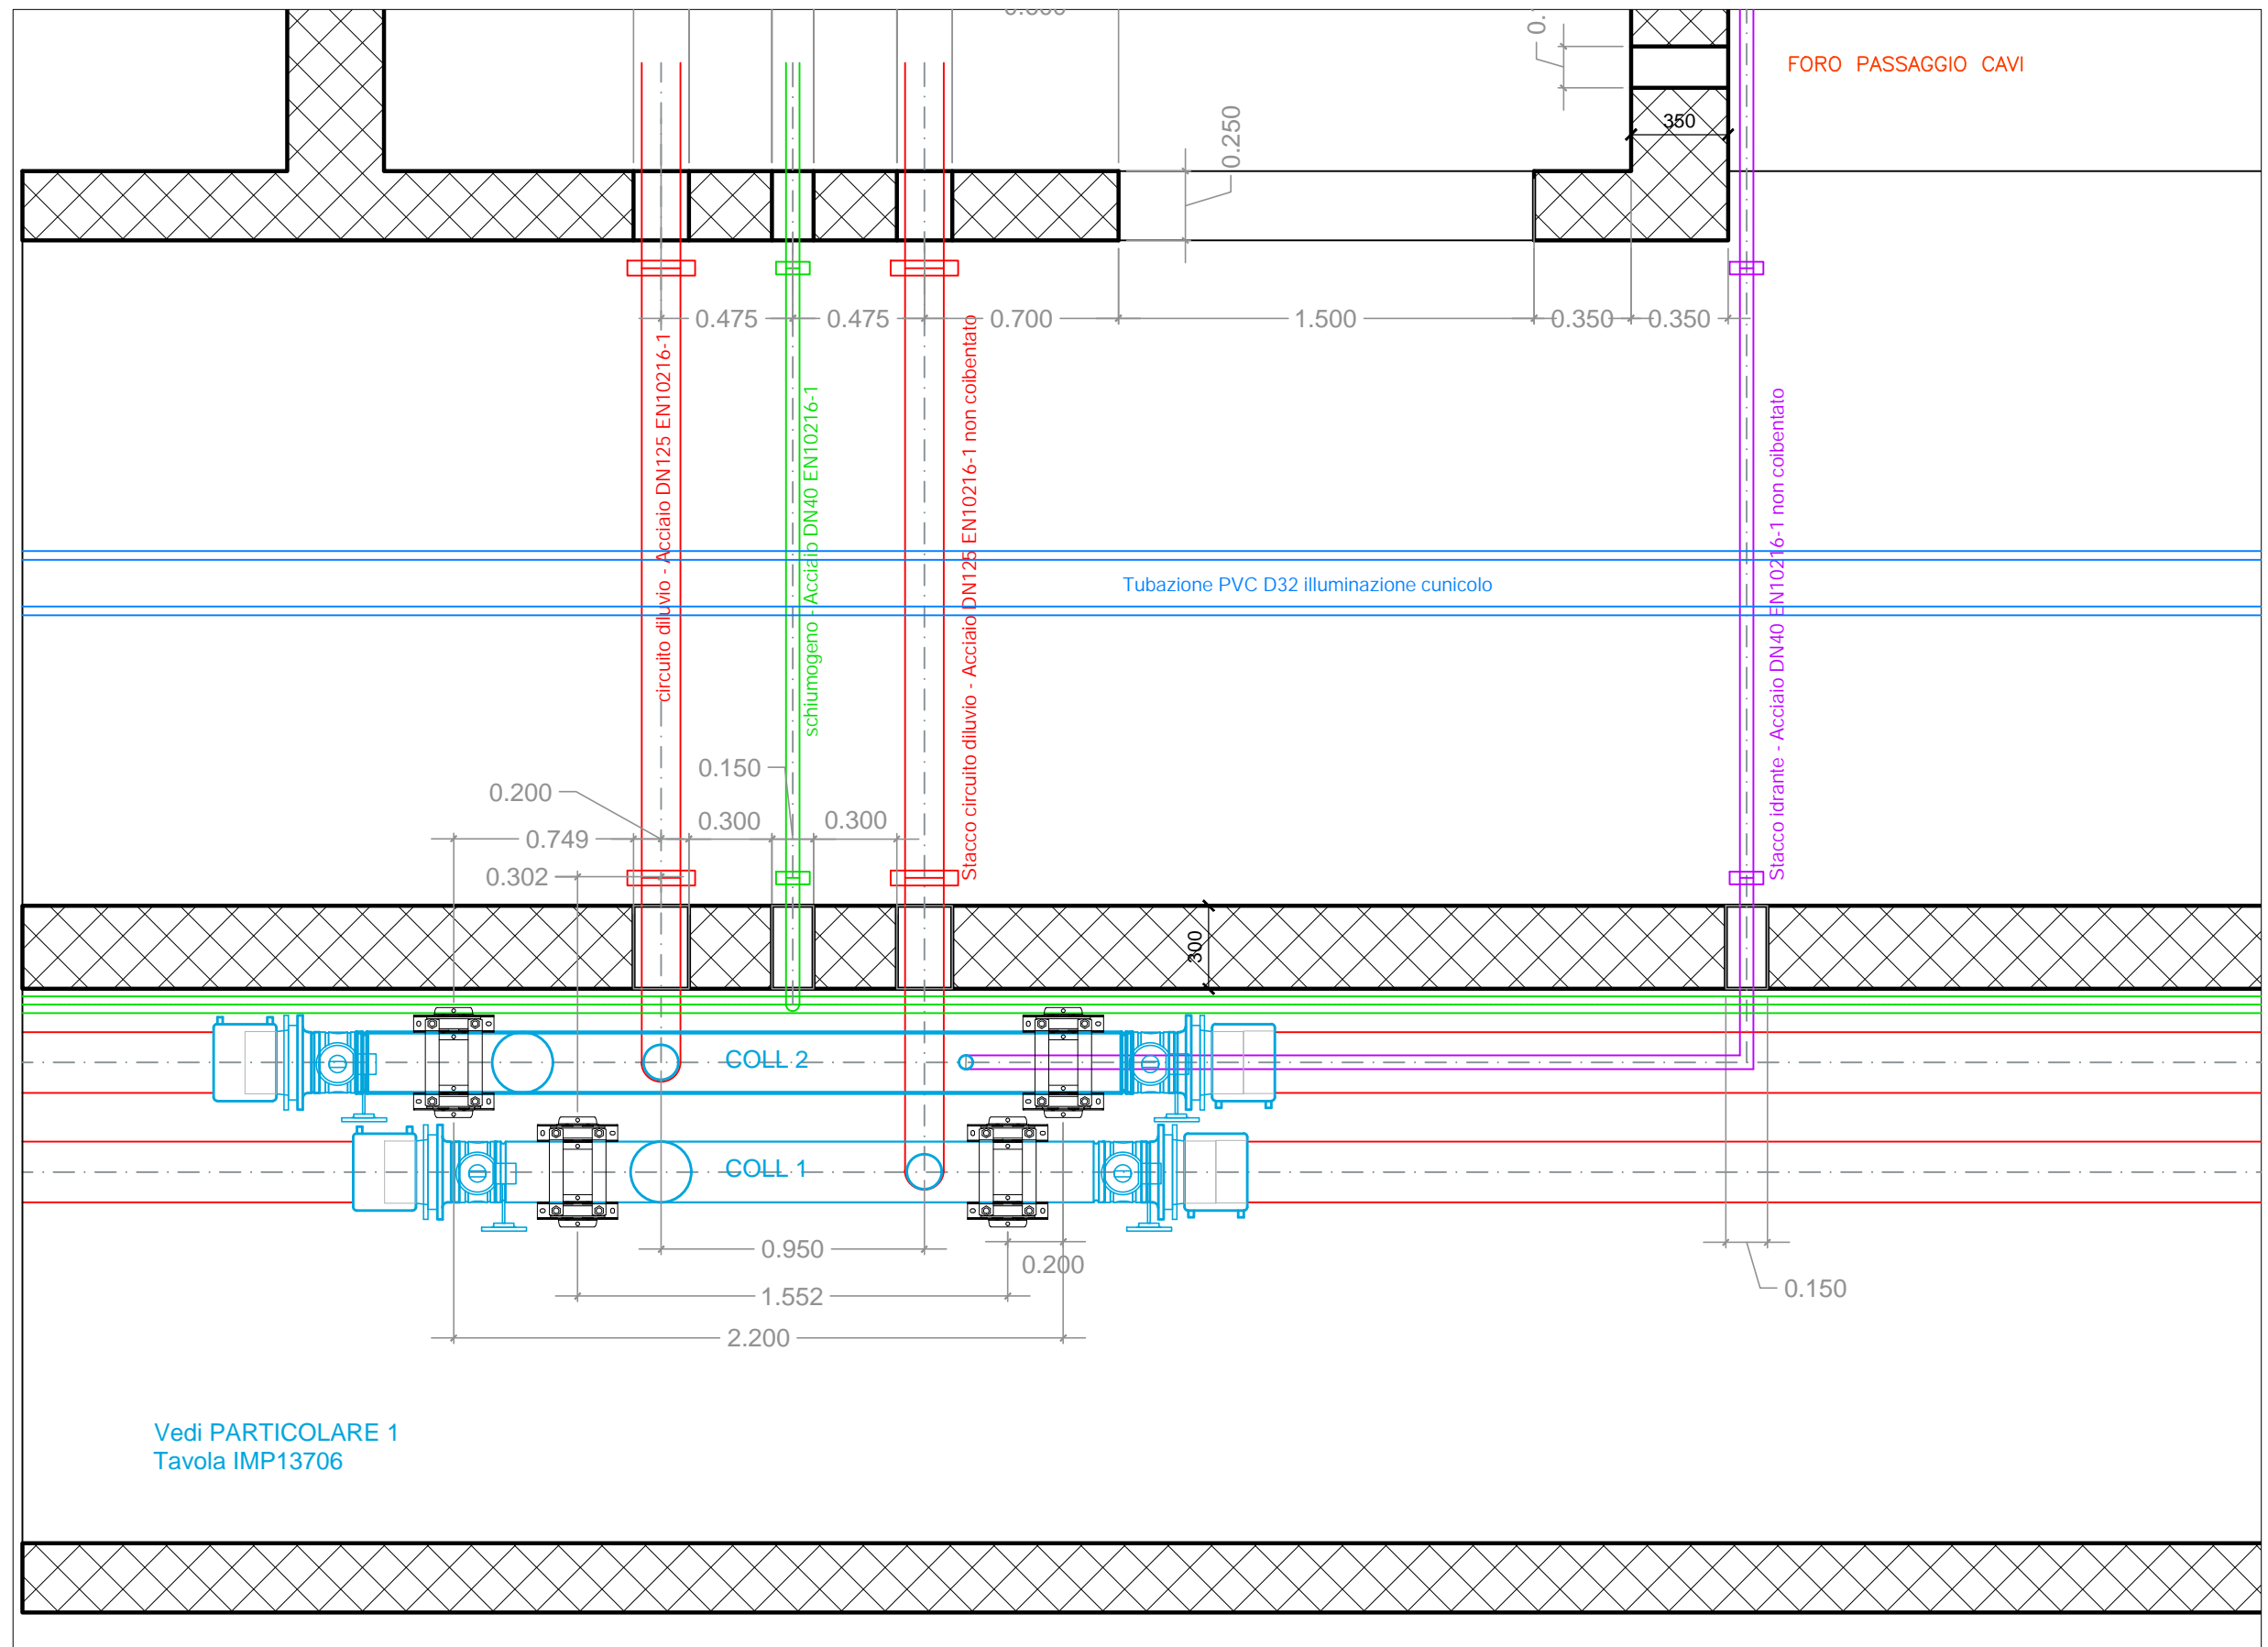 FORO PASSAGGIO CAVI
350
0.250
0.475
0.475
0.700
1.500
0.350
0.350
circuito diluvio - Acciaio DN125 EN10216-1
schiumogeno - Acciaio DN40 EN10216-1
Stacco circuito diluvio - Acciaio DN125 EN10216-1 non coibentato
Stacco idrante - Acciaio DN40 EN10216-1 non coibentato
Tubazione PVC D32 illuminazione cunicolo
0.150
0.200
0.300
0.300
0.749
0.302
300
COLL 2
COLL 1
0.950
0.200
1.552
0.150
2.200
Vedi PARTICOLARE 1
Tavola IMP13706